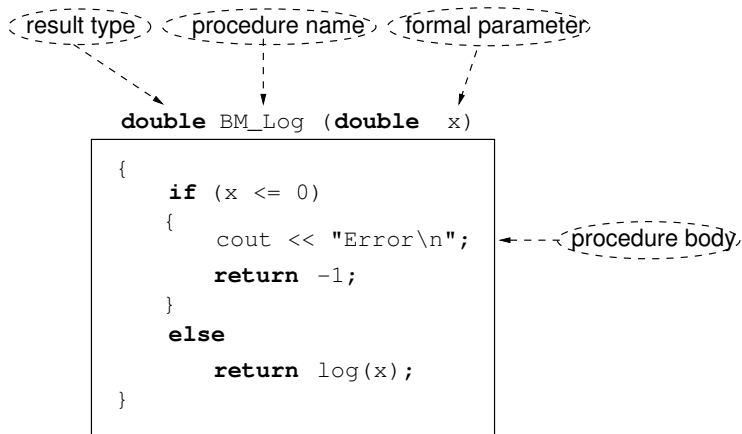 result type procedure name formal parameter
double BM_Log (double x)
{
if (x <= 0)
{
cout << "Error\n";
procedure body
return -1;
}
else
return log(x);
}